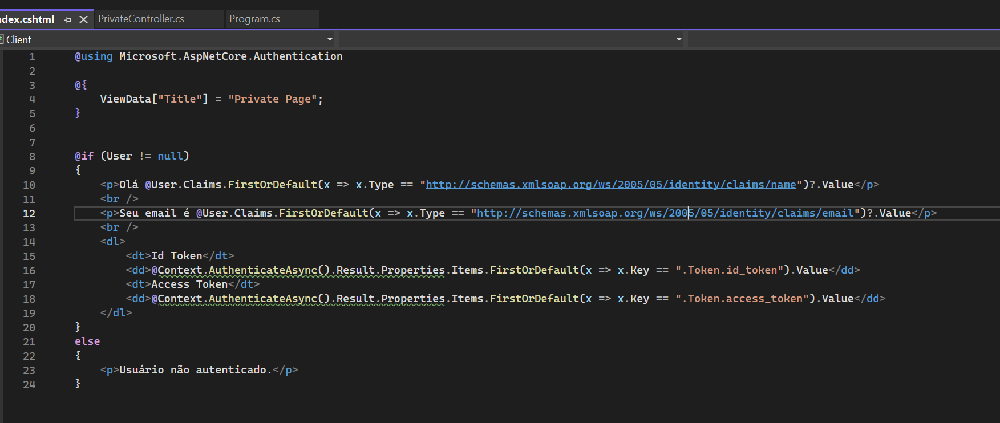 ndex.cshtml PrivateController.cs Program.cs
Client
1 @using Microsoft.AspNetCore.Authentication
2
3 @{
4 ViewData["Title"] = "Private Page";
5 }
6
7
8 @if (User != null)
9 {
10 <p>Olá @User.Claims.FirstOrDefault(x => x.Type == "http://schemas.xmlsoap.org/ws/2005/05/identity/claims/name")?.Value</p>
11 <br />
12 <p>Seu email é @User.Claims.FirstOrDefault(x => x.Type == "http://schemas.xmlsoap.org/ws/2005/05/identity/claims/email")?.Value</p>
13 <br />
14 <dl>
15 <dt>Id Token</dt>
16 <dd>@Context.AuthenticateAsync().Result.Properties.Items.FirstOrDefault(x => x.Key == ".Token.id_token").Value</dd>
17 <dt>Access Token</dt>
18 <dd>@Context.AuthenticateAsync().Result.Properties.Items.FirstOrDefault(x => x.Key == ".Token.access_token").Value</dd>
19 </dl>
20 }
21 else
22 {
23 <p>Usuário não autenticado.</p>
24 }